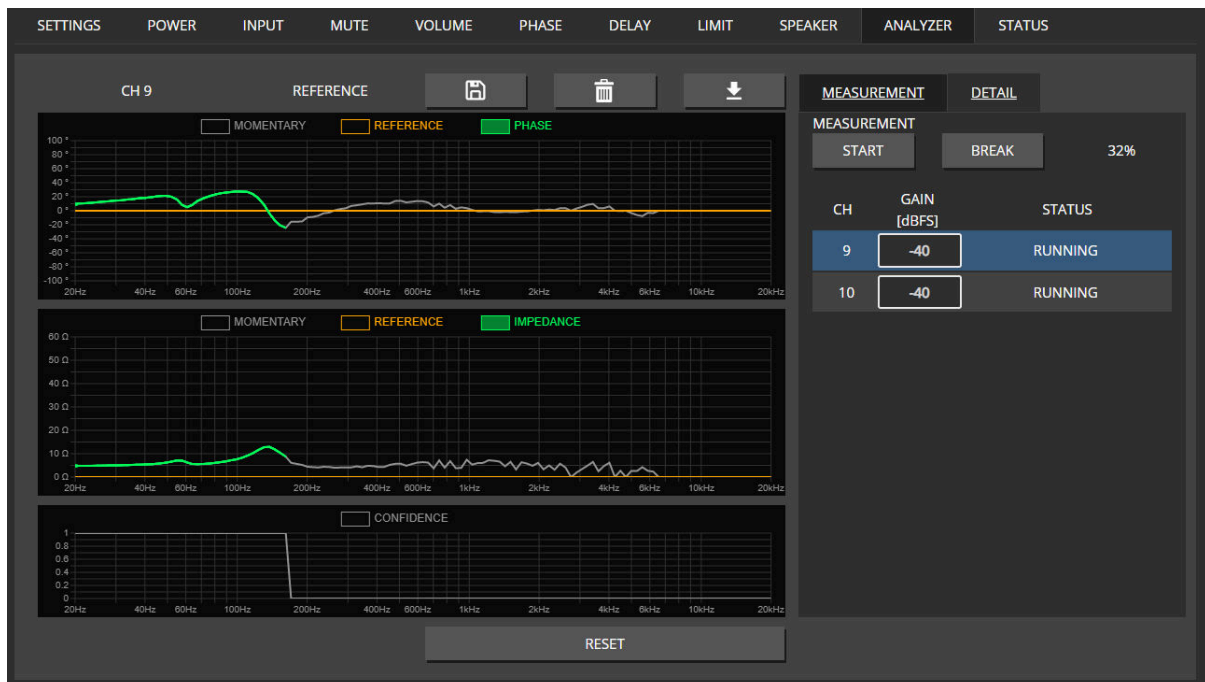 SETTINGS POWER INPUT MUTE VOLUME PHASE DELAY LIMIT SPEAKER ANALYZER STATUS
CH 9 REFERENCE
MOMENTARY REFERENCE PHASE
100 °
80 °
60 °
40 °
20 °
0 °
-20 °
-40 °
-60 °
-80 °
-100 °
20Hz 40Hz 60Hz 100Hz 200Hz 400Hz 600Hz 1kHz 2kHz 4kHz 6kHz 10kHz 20kHz
MOMENTARY REFERENCE IMPEDANCE
60 Ω
50 Ω
40 Ω
30 Ω
20 Ω
10 Ω
0 Ω
20Hz 40Hz 60Hz 100Hz 200Hz 400Hz 600Hz 1kHz 2kHz 4kHz 6kHz 10kHz 20kHz
CONFIDENCE
1
0.8
0.6
0.4
0.2
0
20Hz 40Hz 60Hz 100Hz 200Hz 400Hz 600Hz 1kHz 2kHz 4kHz 6kHz 10kHz 20kHz
RESET
MEASUREMENT DETAIL
MEASUREMENT
START BREAK 32%
CH GAIN [dBFS] STATUS
9 -40 RUNNING
10 -40 RUNNING